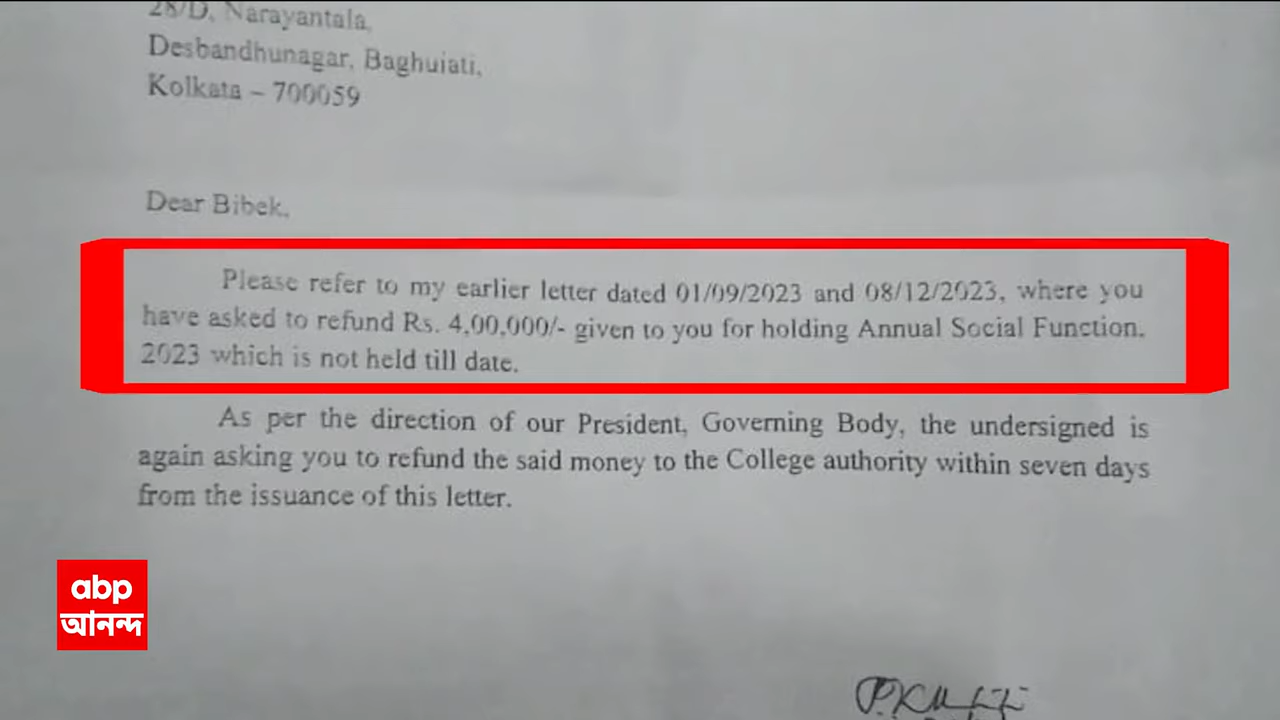 28/D, Narayantala,
Desbandhunagar, Baghuiati,
Kolkata – 700059
Dear Bibek,
Please refer to my earlier letter dated 01/09/2023 and 08/12/2023, where you
have asked to refund Rs. 4,00,000/- given to you for holding Annual Social Function,
2023 which is not held till date.
As per the direction of our President, Governing Body, the undersigned is
again asking you to refund the said money to the College authority within seven days
from the issuance of this letter.
abp
আনন্দ